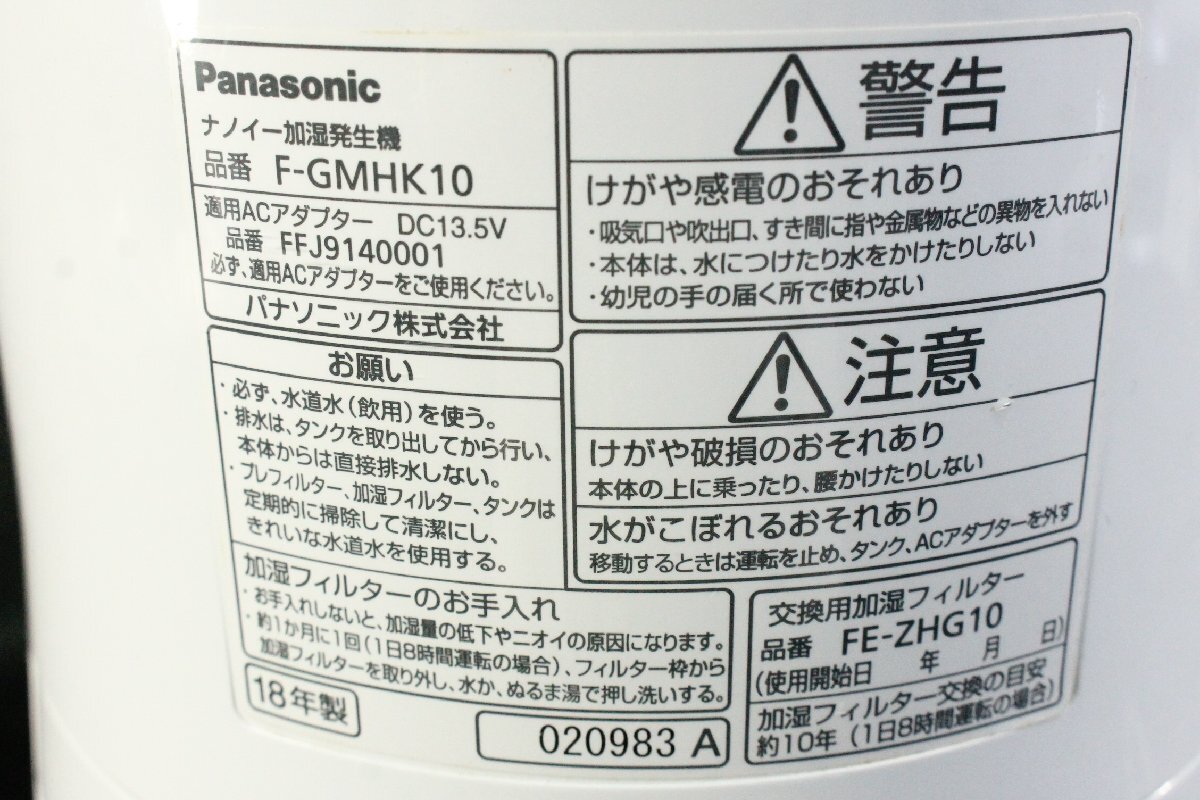 Panasonic
ナノイー加湿発生機
品番 F-GMHK10
適用ACアダプター DC13.5V
品番 FFJ9140001
必ず、適用ACアダプターをご使用ください。
パナソニック株式会社
お願い
・必ず、水道水(飲用)を使う。
・排水は、タンクを取り出してから行い、
本体からは直接排水しない。
・プレフィルター、加湿フィルター、タンクは
定期的に掃除して清潔にし、
きれいな水道水を使用する。
加湿フィルターのお手入れ
・お手入れしないと、加湿量の低下やニオイの原因になります。
・約1か月に1回(1日8時間運転の場合)、フィルター枠から
加湿フィルターを取り外し、水か、ぬるま湯で押し洗いする。
18年製
020983 A
警告
けがや感電のおそれあり
・吸気口や吹出口、すき間に指や金属物などの異物を入れない
・本体は、水につけたり水をかけたりしない
・幼児の手の届く所で使わない
注意
けがや破損のおそれあり
本体の上に乗ったり、腰かけたりしない
水がこぼれるおそれあり
移動するときは運転を止め、タンク、ACアダプターを外す
交換用加湿フィルター
品番 FE-ZHG10
(使用開始日 年 月 日)
加湿フィルター交換の目安
約10年(1日8時間運転の場合)